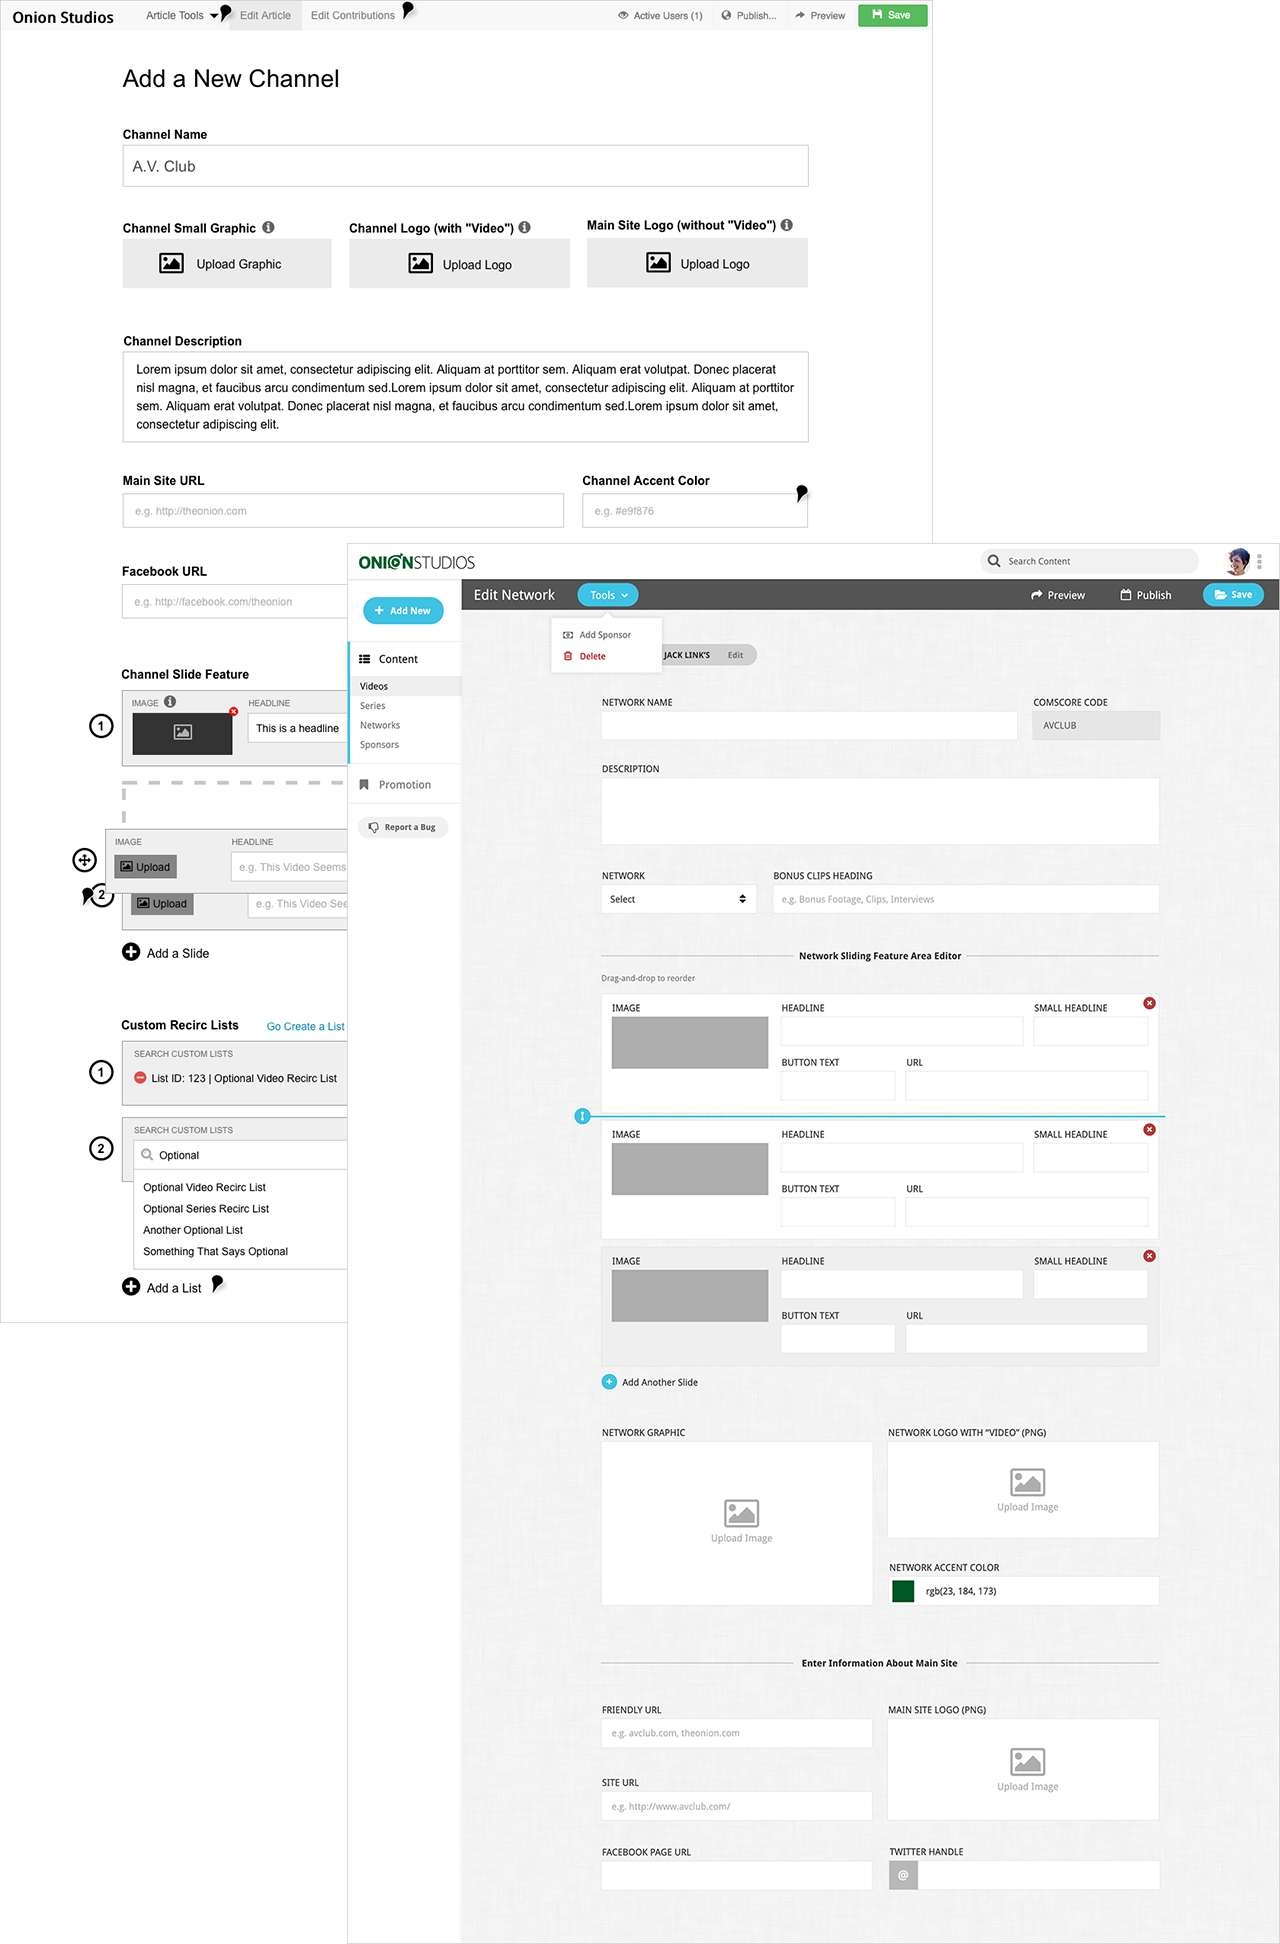 Onion Studios
Article Tools
Edit Article
Edit Contributions
Active Users (1)
Publish...
Preview
Save
Add a New Channel
Channel Name
A.V. Club
Channel Small Graphic
Channel Logo (with "Video")
Main Site Logo (without "Video")
Upload Graphic
Upload Logo
Upload Logo
Channel Description
Lorem ipsum dolor sit amet, consectetur adipiscing elit. Aliquam at porttitor sem. Aliquam erat volutpat. Donec placerat
nisl magna, et faucibus arcu condimentum sed.Lorem ipsum dolor sit amet, consectetur adipiscing elit. Aliquam at porttitor
sem. Aliquam erat volutpat. Donec placerat nisl magna, et faucibus arcu condimentum sed.Lorem ipsum dolor sit amet,
consectetur adipiscing elit.
Main Site URL
Channel Accent Color
e.g. http://theonion.com
e.g. #e9f876
Facebook URL
e.g. http://facebook.com/theonion
Channel Slide Feature
1
IMAGE
HEADLINE
This is a headline
IMAGE
HEADLINE
Upload
e.g. This Video Seems
2
Upload
e.g. This Video See
Add a Slide
Custom Recirc Lists
Go Create a List
1
SEARCH CUSTOM LISTS
List ID: 123 | Optional Video Recirc List
2
SEARCH CUSTOM LISTS
Optional
Optional Video Recirc List
Optional Series Recirc List
Another Optional List
Something That Says Optional
Add a List
ONIONSTUDIOS
Search Content
Add New
Content
Videos
Series
Networks
Sponsors
Promotion
Report a Bug
Edit Network
Tools
Preview
Publish
Save
Add Sponsor
Delete
JACK LINK'S
Edit
NETWORK NAME
COMSCORE CODE
AVCLUB
DESCRIPTION
NETWORK
BONUS CLIPS HEADING
Select
e.g. Bonus Footage, Clips, Interviews
Network Sliding Feature Area Editor
Drag-and-drop to reorder
IMAGE
HEADLINE
SMALL HEADLINE
BUTTON TEXT
URL
IMAGE
HEADLINE
SMALL HEADLINE
BUTTON TEXT
URL
IMAGE
HEADLINE
SMALL HEADLINE
BUTTON TEXT
URL
Add Another Slide
NETWORK GRAPHIC
NETWORK LOGO WITH “VIDEO” (PNG)
Upload Image
Upload Image
NETWORK ACCENT COLOR
rgb(23, 184, 173)
Enter Information About Main Site
FRIENDLY URL
MAIN SITE LOGO (PNG)
e.g. avclub.com, theonion.com
Upload Image
SITE URL
e.g. http://www.avclub.com/
FACEBOOK PAGE URL
TWITTER HANDLE
@